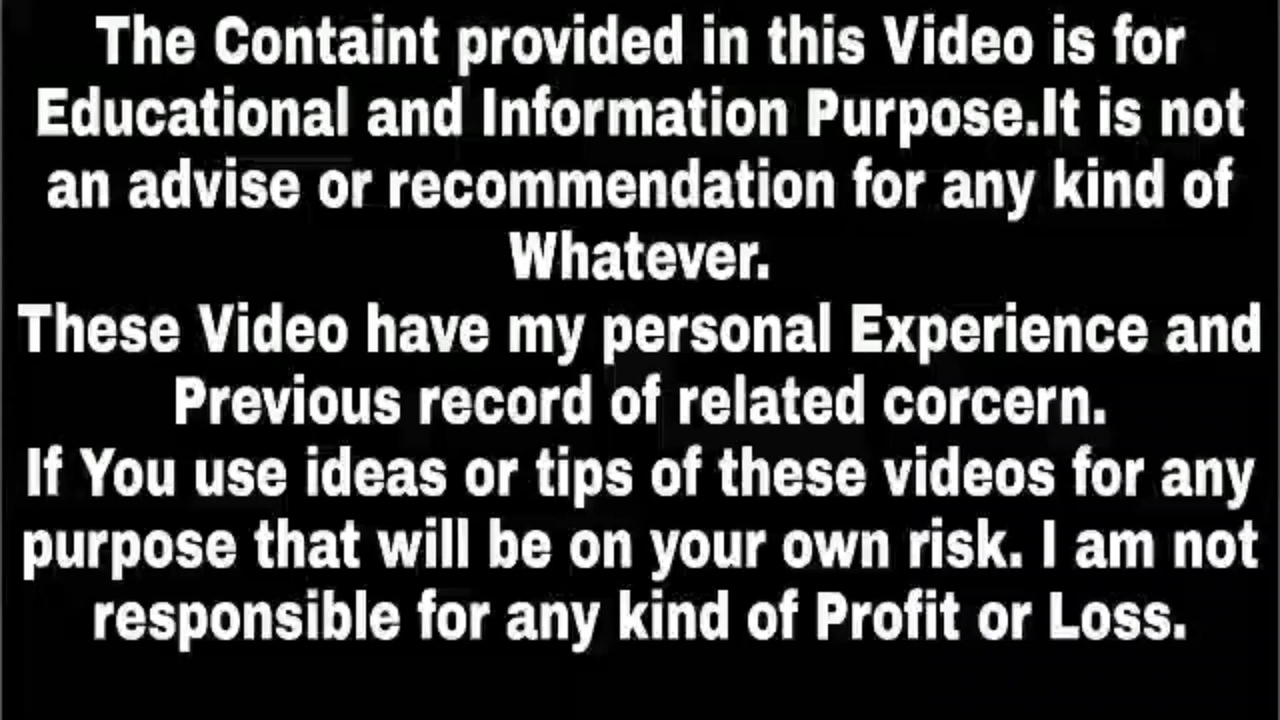 The Containt provided in this Video is for
Educational and Information Purpose.It is not
an advise or recommendation for any kind of
Whatever.
These Video have my personal Experience and
Previous record of related corcern.
If You use ideas or tips of these videos for any
purpose that will be on your own risk. I am not
responsible for any kind of Profit or Loss.